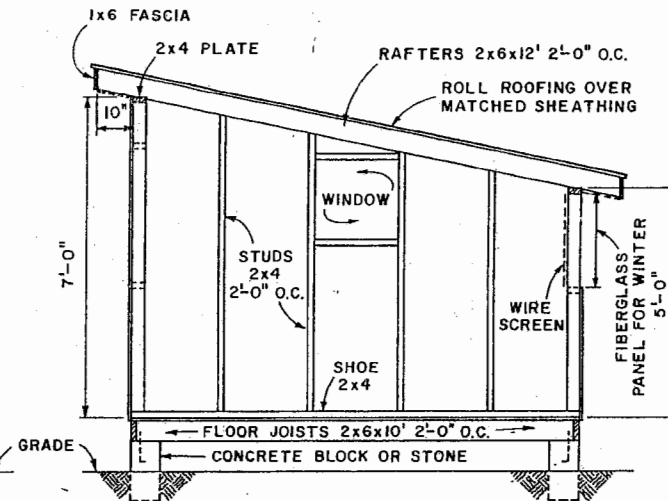 1x6 FASCIA
2x4 PLATE
RAFTERS 2x6x12' 2'-0" O.C.
ROLL ROOFING OVER
MATCHED SHEATHING
10"
WINDOW
7'-0"
STUDS
2x4
2'-0" O.C.
WIRE
SCREEN
FIBERGLASS
PANEL FOR WINTER
5'-0"
SHOE
2x4
FLOOR JOISTS 2x6x10' 2'-0" O.C.
GRADE
CONCRETE BLOCK OR STONE